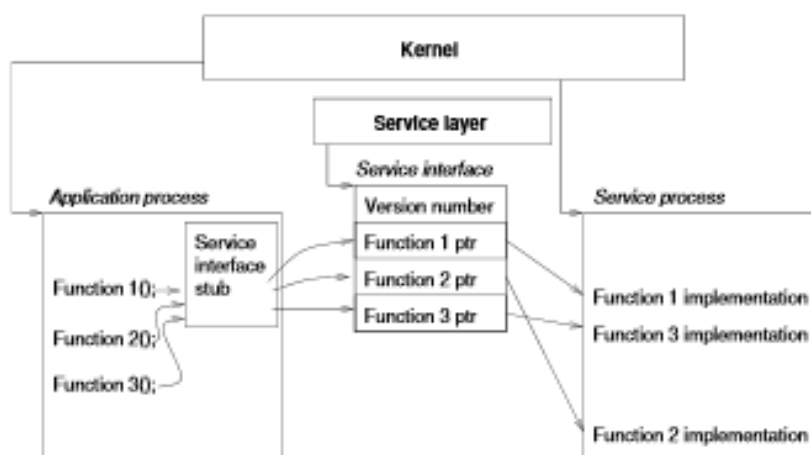 Kernel
Service layer
Service interface
Application process
Service process
Version number
Service
interface
stub
Function 1 ptr
Function 2 ptr
Function 3 ptr
Function 1();
Function 2();
Function 3();
Function 1 implementation
Function 3 implementation
Function 2 implementation